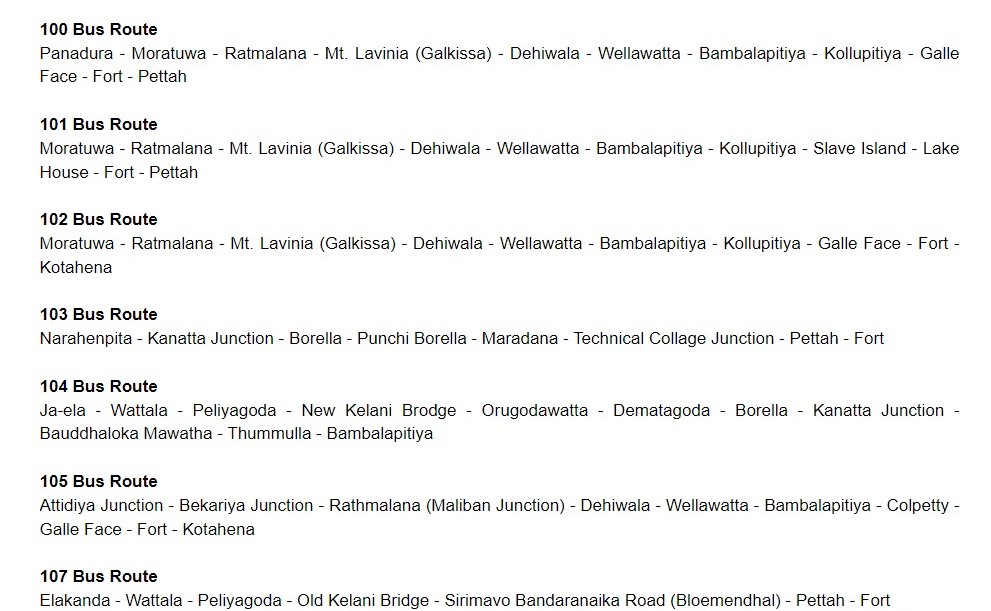 100 Bus Route
Panadura - Moratuwa - Ratmalana - Mt. Lavinia (Galkissa) - Dehiwala - Wellawatta - Bambalapitiya - Kollupitiya - Galle
Face - Fort - Pettah
101 Bus Route
Moratuwa - Ratmalana - Mt. Lavinia (Galkissa) - Dehiwala - Wellawatta - Bambalapitiya - Kollupitiya - Slave Island - Lake
House - Fort - Pettah
102 Bus Route
Moratuwa - Ratmalana - Mt. Lavinia (Galkissa) - Dehiwala - Wellawatta - Bambalapitiya - Kollupitiya - Galle Face - Fort -
Kotahena
103 Bus Route
Narahenpita - Kanatta Junction - Borella - Punchi Borella - Maradana - Technical Collage Junction - Pettah - Fort
104 Bus Route
Ja-ela - Wattala - Peliyagoda - New Kelani Brodge - Orugodawatta - Dematagoda - Borella - Kanatta Junction -
Bauddhaloka Mawatha - Thummulla - Bambalapitiya
105 Bus Route
Attidiya Junction - Bekariya Junction - Rathmalana (Maliban Junction) - Dehiwala - Wellawatta - Bambalapitiya - Colpetty -
Galle Face - Fort - Kotahena
107 Bus Route
Elakanda - Wattala - Peliyagoda - Old Kelani Bridge - Sirimavo Bandaranaika Road (Bloemendhal) - Pettah - Fort